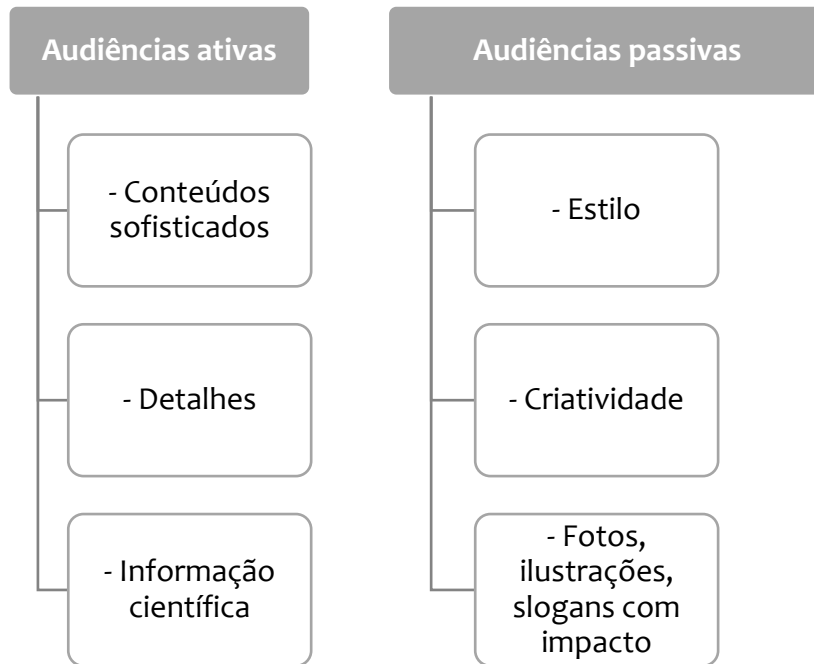 Audiências ativas
- Conteúdos
sofisticados
- Detalhes
- Informação
científica
Audiências passivas
- Estilo
- Criatividade
- Fotos,
ilustrações,
slogans com
impacto